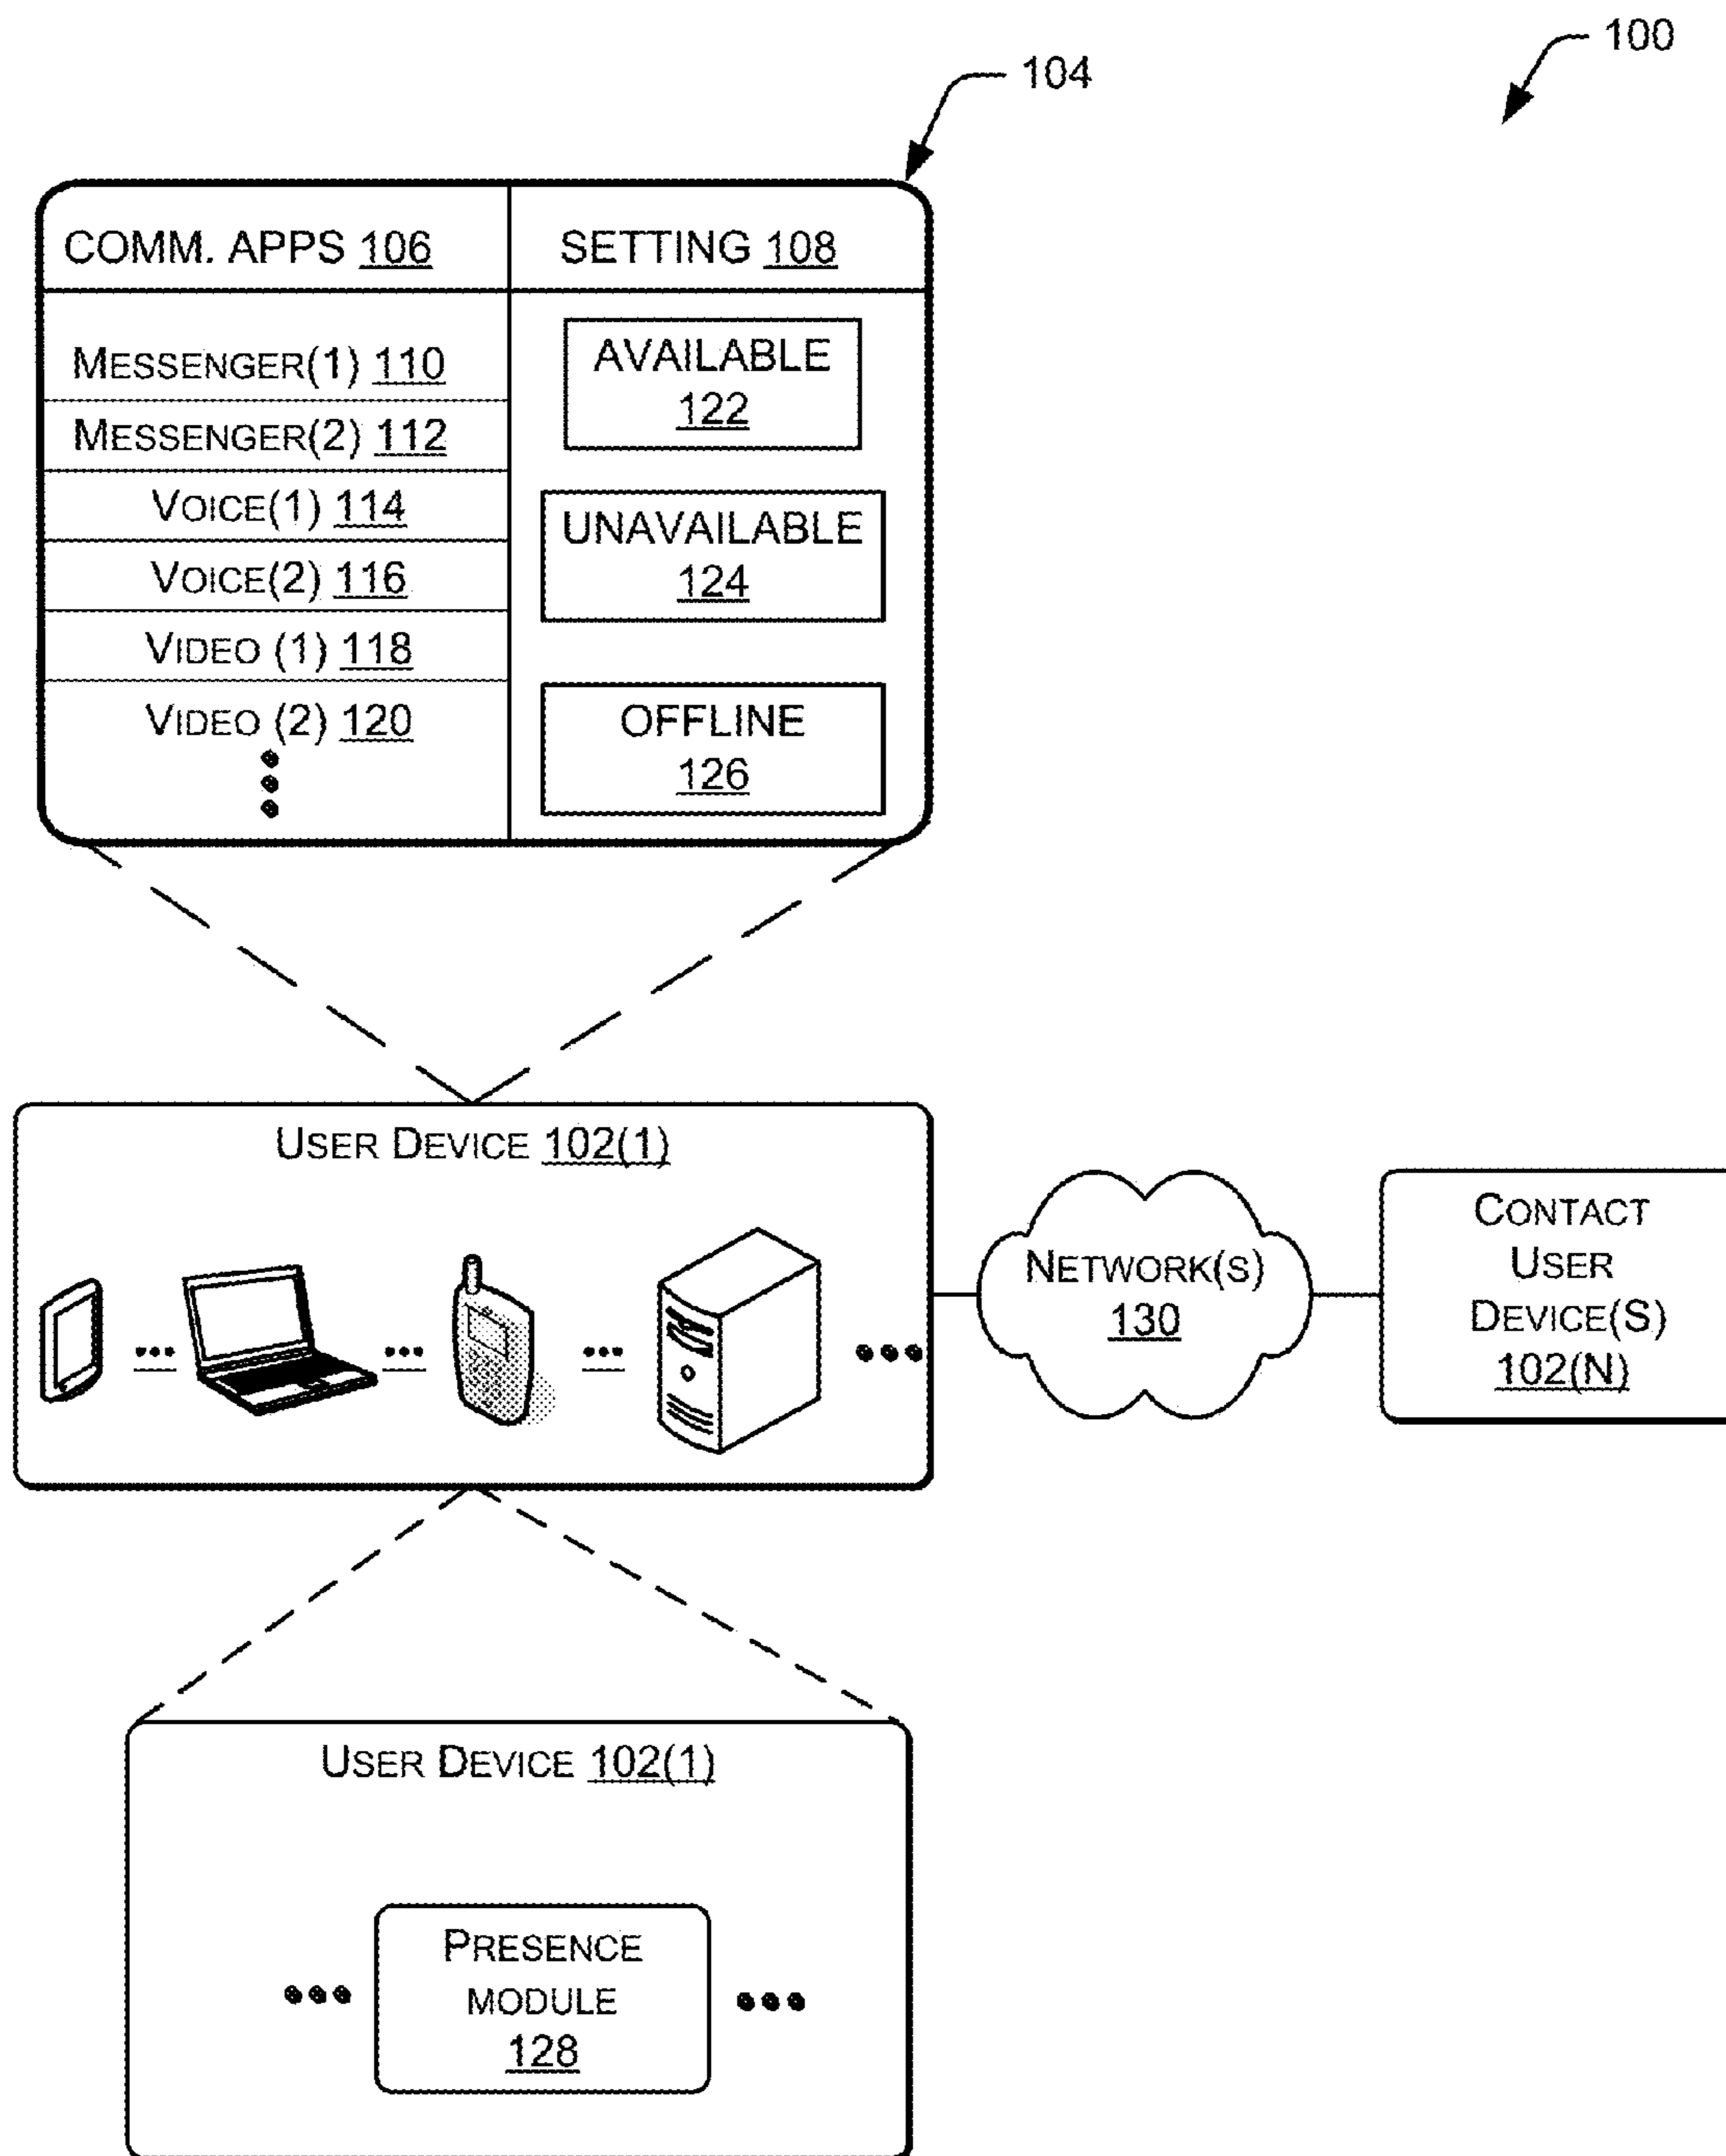 100
104
COMM. APPS 106
SETTING 108
MESSENGER(1) 110
MESSENGER(2) 112
VOICE(1) 114
VOICE(2) 116
VIDEO (1) 118
VIDEO (2) 120
AVAILABLE
122
UNAVAILABLE
124
OFFLINE
126
USER DEVICE 102(1)
NETWORK(S)
130
CONTACT
USER
DEVICE(S)
102(N)
USER DEVICE 102(1)
PRESENCE
MODULE
128